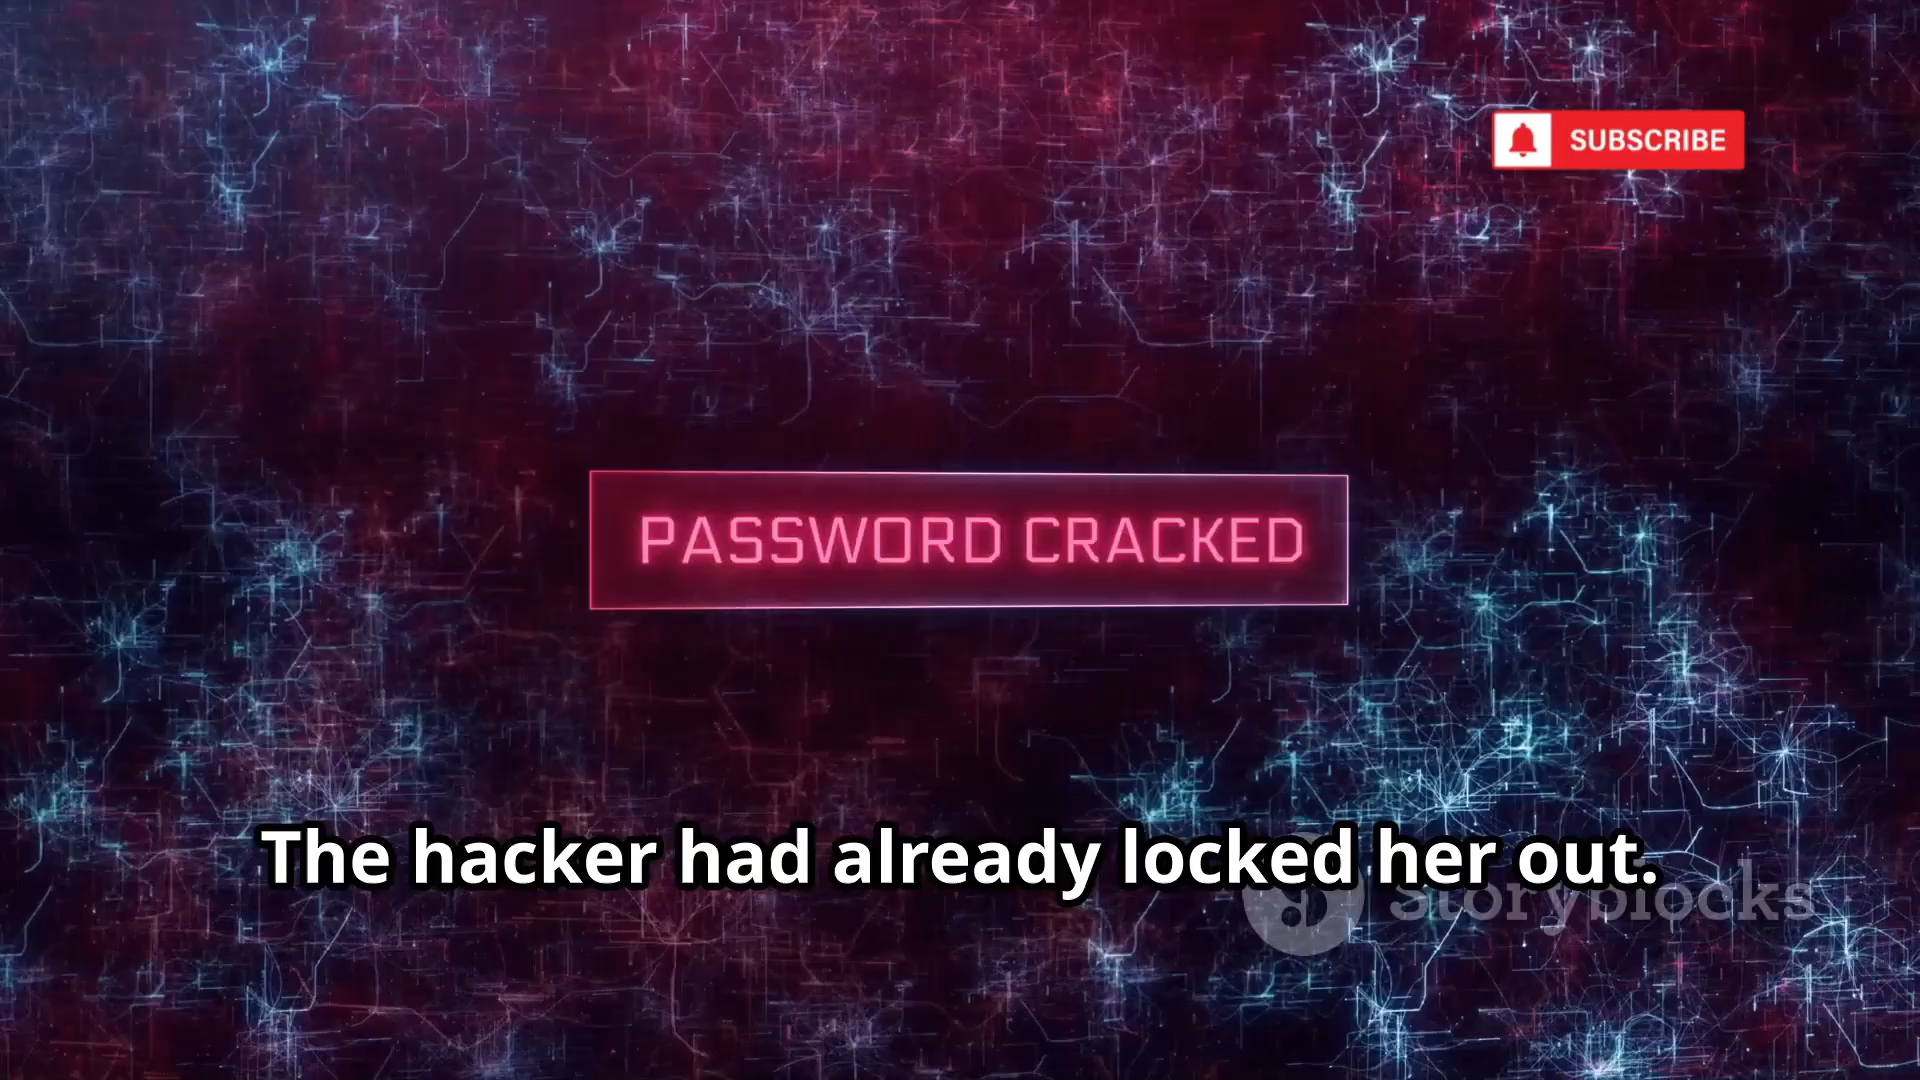 SUBSCRIBE
PASSWORD CRACKED
The hacker had already locked her out.
Storyblocks